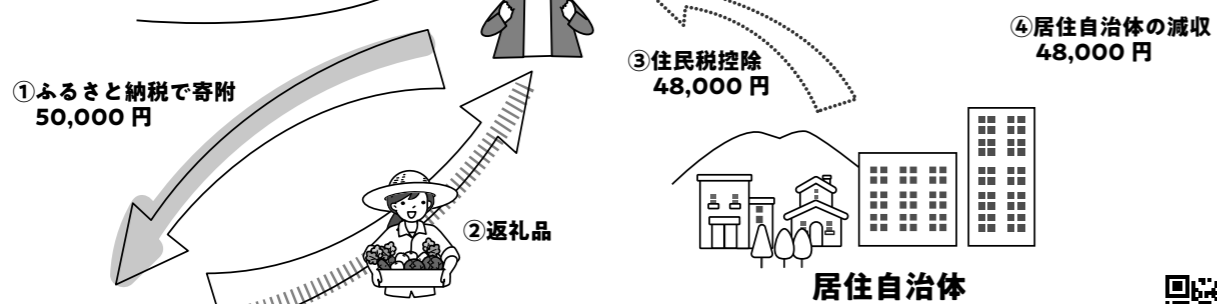 ①ふるさと納税で寄附
50,000 円
②返礼品
③住民税控除
48,000 円
④居住自治体の減収
48,000 円
居住自治体